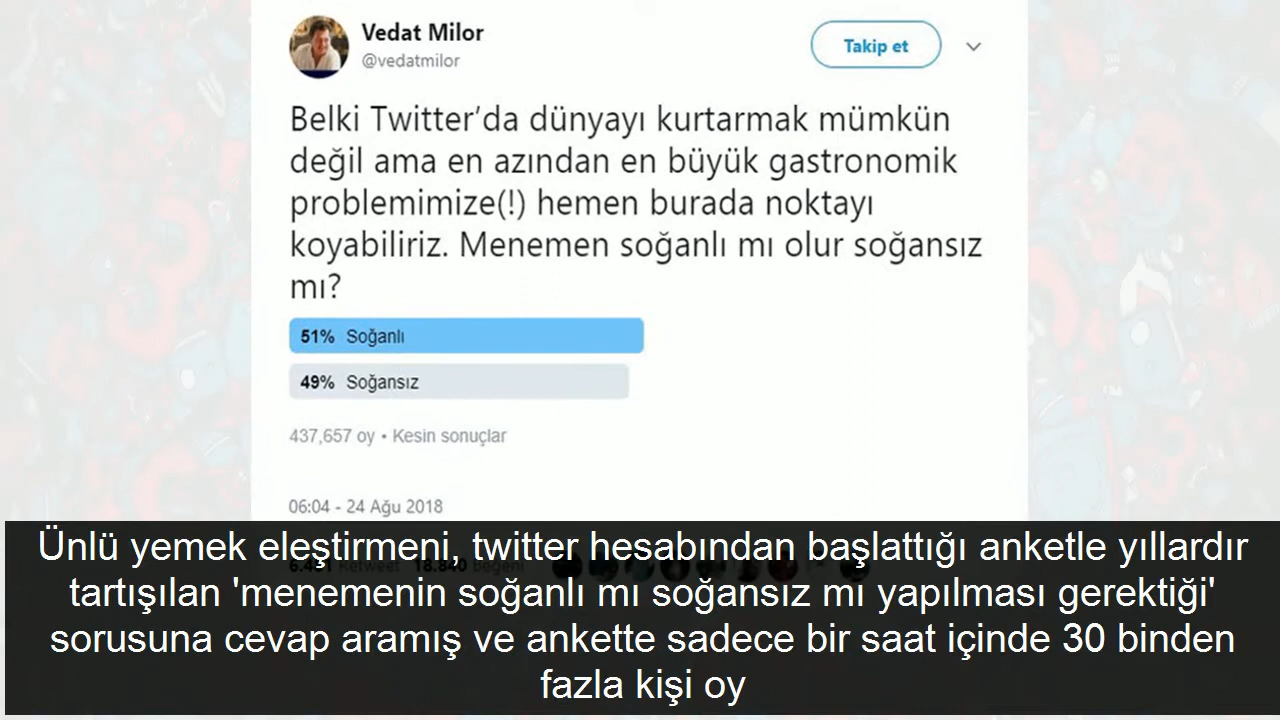 Vedat Milor
@vedatmilor
Takip et
Belki Twitter'da dünyayı kurtarmak mümkün
değil ama en azından en büyük gastronomik
problemimize(!) hemen burada noktayı
koyabiliriz. Menemen soğanlı mı olur soğansız
mı?
51% Soğanlı
49% Soğansız
437,657 oy • Kesin sonuçlar
06:04 - 24 Ağu 2018
Ünlü yemek eleştirmeni, twitter hesabından başlattığı anketle yıllardır
Retweet 18.840 Beğeni
tartışılan 'menemenin soğanlı mı soğansız mı yapılması gerektiği'
sorusuna cevap aramış ve ankette sadece bir saat içinde 30 binden
fazla kişi oy